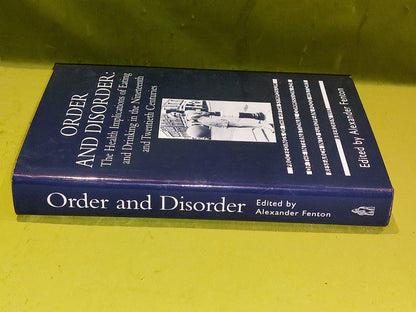 ORDER
AND DISORDER:
The Health Implications of Eating
and Drinking in the Nineteenth
and Twentieth Centuries
Edited by Alexander Fenton
Order and Disorder
Edited by
Alexander Fenton